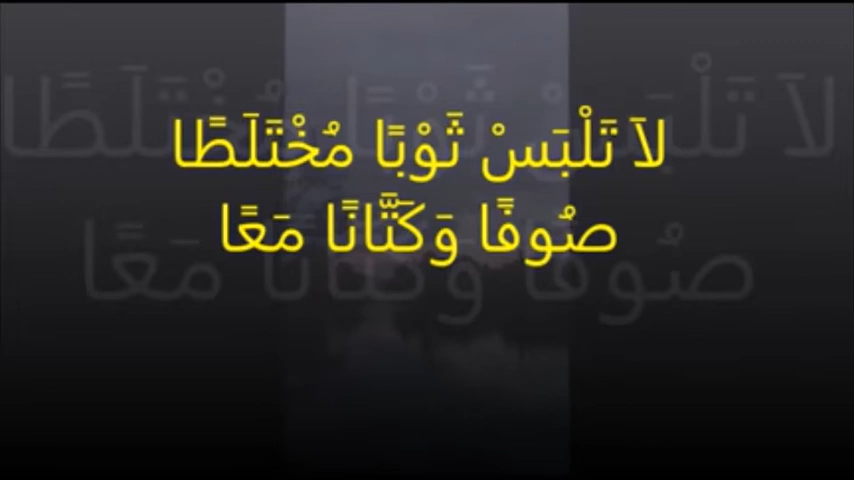 لاَ تَلْبَسْ ثَوْبًا مُخْتَلَطًا
صُوفًا وَكَتَّانًا مَعًا